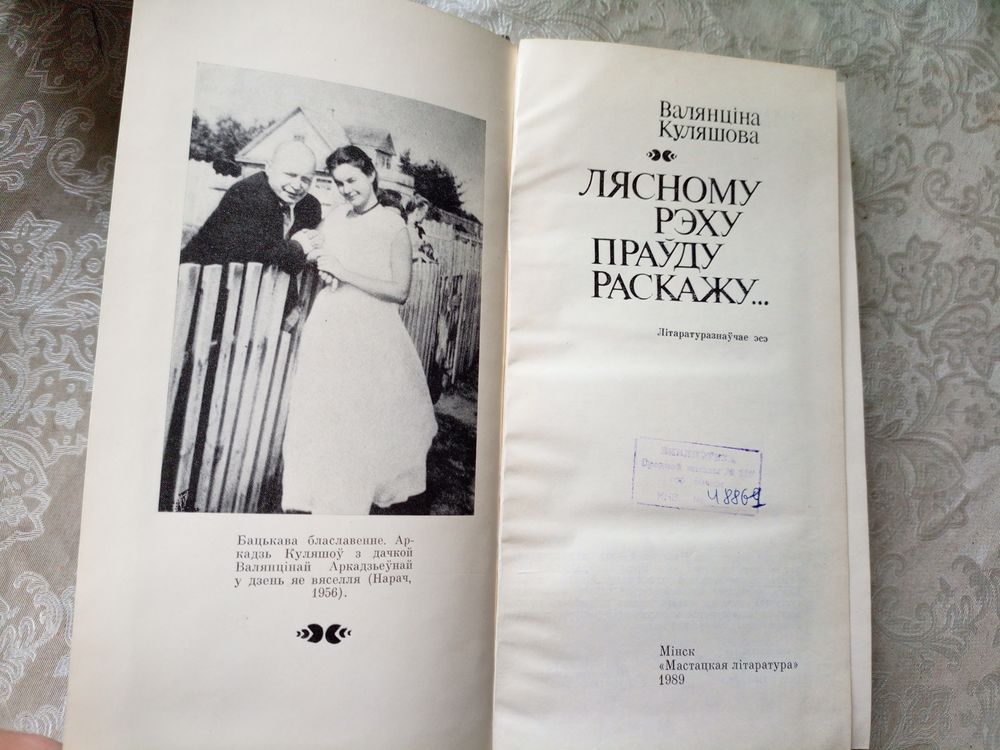 Бацькава блаславенне. Ар-
кадзь Куляшоў з дачкой
Валянцінай Аркадзьеўнай
у дзень яе вяселля (Нарач,
1956).
Валянціна
Куляшова
ЛЯСНОМУ
РЭХУ
ПРАЎДУ
РАСКАЖУ...
Літаратуразнаўчае эсэ
БИБЛИОТЕКА
Мінск
«Мастацкая літаратура»
1989